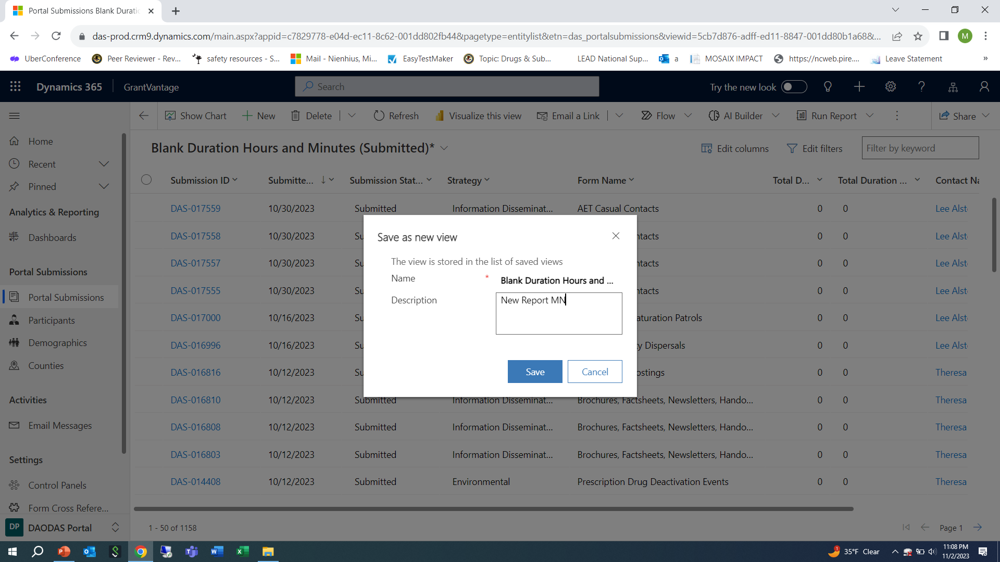 Portal Submissions Blank Duratio
das-prod.crm9.dynamics.com/main.aspx?appid=c7829778-e04d-ec11-8c62-001dd802fb44&pagetype=entitylist&etn=das_portalsubmissions&viewid=5cb7d876-adff-ed11-8847-001dd80b1a68&...
M
UberConference
Peer Reviewer - Rev...
safety resources - S...
Mail - Nienhius, Mi...
EasyTestMaker
Topic: Drugs & Sub...
LEAD National Sup...
a
MOSAIX IMPACT
https://ncweb.pire....
Leave Statement
»
Dynamics 365
GrantVantage
Search
Try the new look
Show Chart
New
Delete
Refresh
Visualize this view
Email a Link
Flow
AI Builder
Run Report
Share
Home
Recent
Pinned
Analytics & Reporting
Dashboards
Portal Submissions
Portal Submissions
Participants
Demographics
Counties
Activities
Email Messages
Settings
Control Panels
Form Cross Refere...
DP DAODAS Portal
Blank Duration Hours and Minutes (Submitted)*
Edit columns
Edit filters
Filter by keyword
Submission ID Submitte... Submission Stat... Strategy Form Name Total D... Total Duration ... Contact Na
DAS-017559 10/30/2023 Submitted Information Disseminat... AET Casual Contacts 0 0 Lee Alst
DAS-017558 10/30/2023 Su ntacts 0 0 Lee Alst
DAS-017557 10/30/2023 Su ntacts 0 0 Lee Alst
DAS-017555 10/30/2023 Su ntacts 0 0 Lee Alst
DAS-017000 10/16/2023 Su aturation Patrols 0 0 Lee Alst
DAS-016996 10/16/2023 Su y Dispersals 0 0 Lee Alst
DAS-016816 10/12/2023 Su ostings 0 0 Theresa
DAS-016810 10/12/2023 Submitted Information Disseminat... Brochures, Factsheets, Newsletters, Hando... 0 0 Theresa
DAS-016808 10/12/2023 Submitted Information Disseminat... Brochures, Factsheets, Newsletters, Hando... 0 0 Theresa
DAS-016803 10/12/2023 Submitted Information Disseminat... Brochures, Factsheets, Newsletters, Hando... 0 0 Theresa
DAS-014408 10/12/2023 Submitted Environmental Prescription Drug Deactivation Events 0 0 Theresa
Save as new view
The view is stored in the list of saved views
Name * Blank Duration Hours and ...
Description New Report MN
Save
Cancel
1 - 50 of 1158
Page 1
1
35°F Clear
11:08 PM
11/2/2023